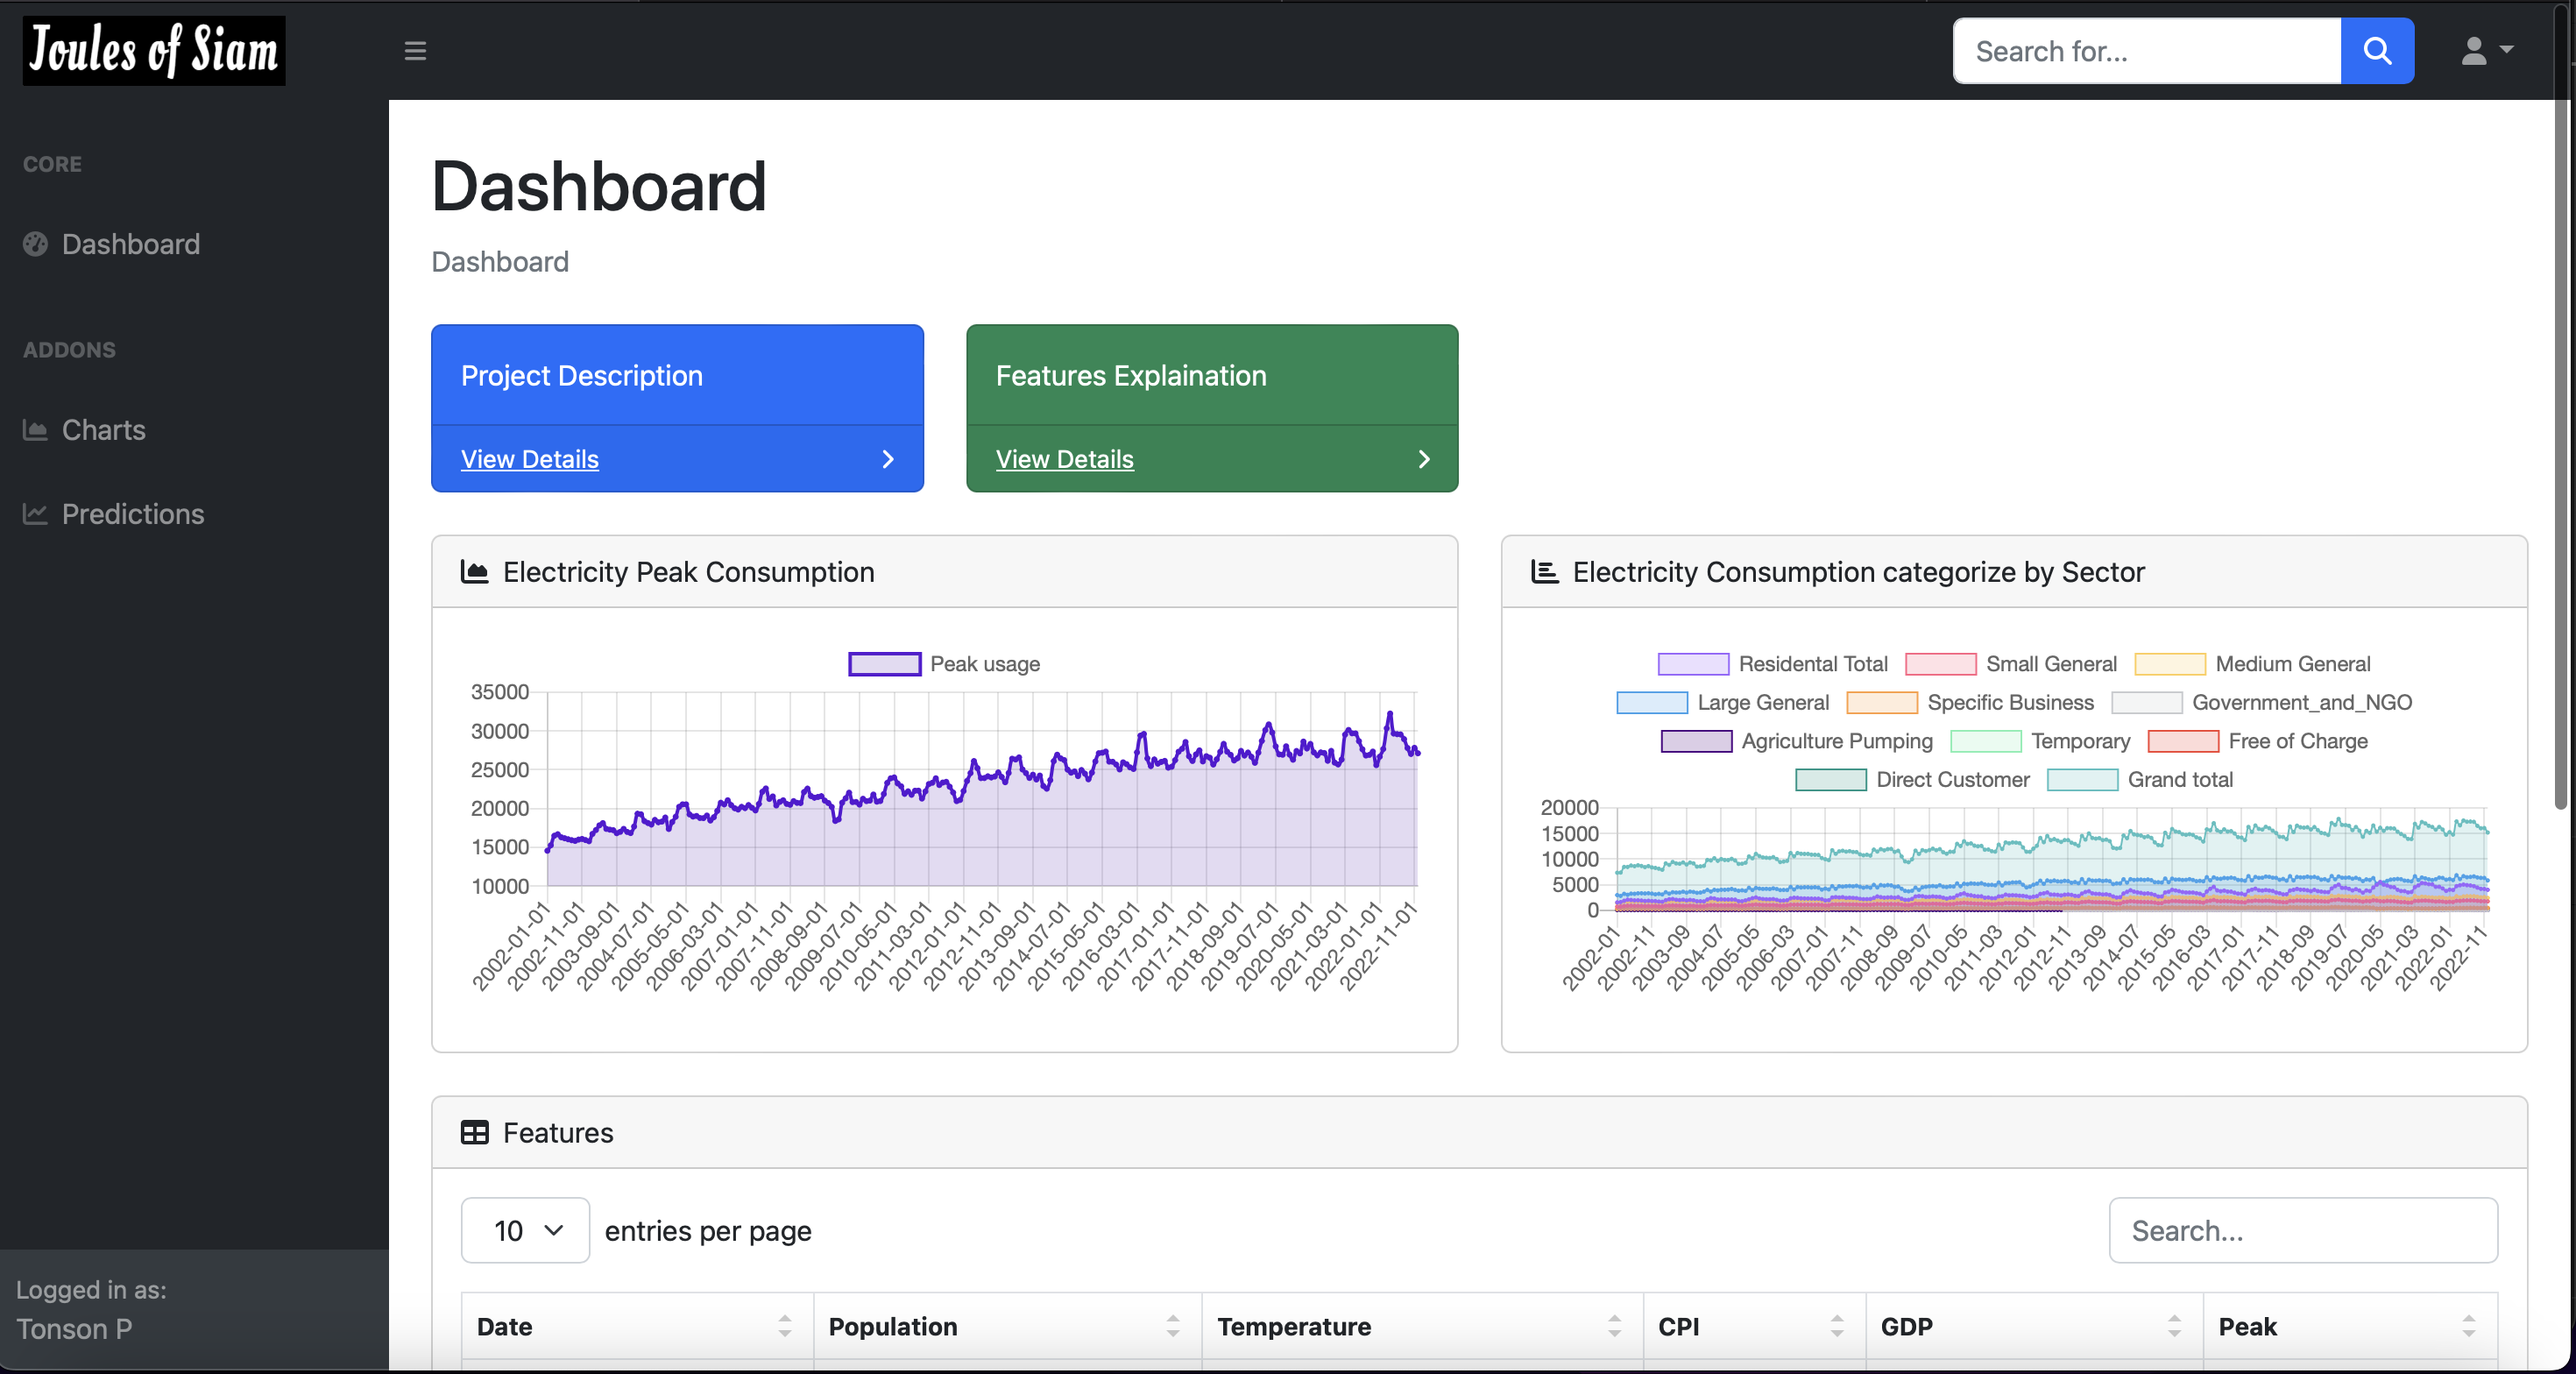 Joules of Siam
Search for...
CORE
Dashboard
ADDONS
Charts
Predictions
Logged in as:
Tonson P
Dashboard
Dashboard
Project Description
View Details
Features Explaination
View Details
Electricity Peak Consumption
Peak usage
35000
30000
25000
20000
15000
10000
2002-01-01
2002-11-01
2003-09-01
2004-07-01
2005-05-01
2006-03-01
2007-01-01
2007-11-01
2008-09-01
2009-07-01
2010-05-01
2011-03-01
2012-01-01
2012-11-01
2013-09-01
2014-07-01
2015-05-01
2016-03-01
2017-01-01
2017-11-01
2018-09-01
2019-07-01
2020-05-01
2021-03-01
2022-01-01
2022-11-01
Electricity Consumption categorize by Sector
Residental Total Small General Medium General
Large General Specific Business Government_and_NGO
Agriculture Pumping Temporary Free of Charge
Direct Customer Grand total
20000
15000
10000
5000
0
2002-01
2002-11
2003-09
2004-07
2005-05
2006-03
2007-01
2007-11
2008-09
2009-07
2010-05
2011-03
2012-01
2012-11
2013-09
2014-07
2015-05
2016-03
2017-01
2017-11
2018-09
2019-07
2020-05
2021-03
2022-01
2022-11
Features
10 entries per page
Search...
Date Population Temperature CPI GDP Peak